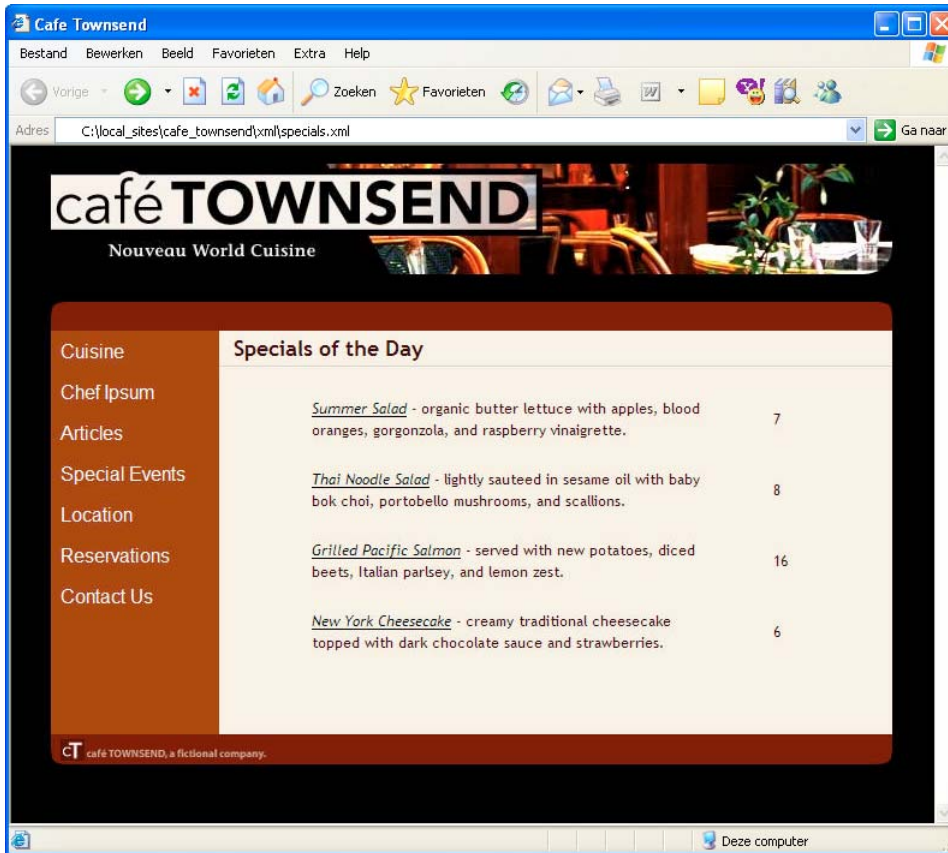 Cafe Townsend
Bestand Bewerken Beeld Favorieten Extra Help
Vorige Zoeken Favorieten W
Adres C:\local_sites\cafe_townsend\xml\specials.xml Ga naar
café TOWNSEND
Nouveau World Cuisine
Specials of the Day
Cuisine
Chef Ipsum
Articles
Special Events
Location
Reservations
Contact Us
Summer Salad - organic butter lettuce with apples, blood
oranges, gorgonzola, and raspberry vinaigrette.
7
Thai Noodle Salad - lightly sauteed in sesame oil with baby
bok choi, portobello mushrooms, and scallions.
8
Grilled Pacific Salmon - served with new potatoes, diced
beets, Italian parlsey, and lemon zest.
16
New York Cheesecake - creamy traditional cheesecake
topped with dark chocolate sauce and strawberries.
6
cT café TOWNSEND, a fictional company.
Deze computer